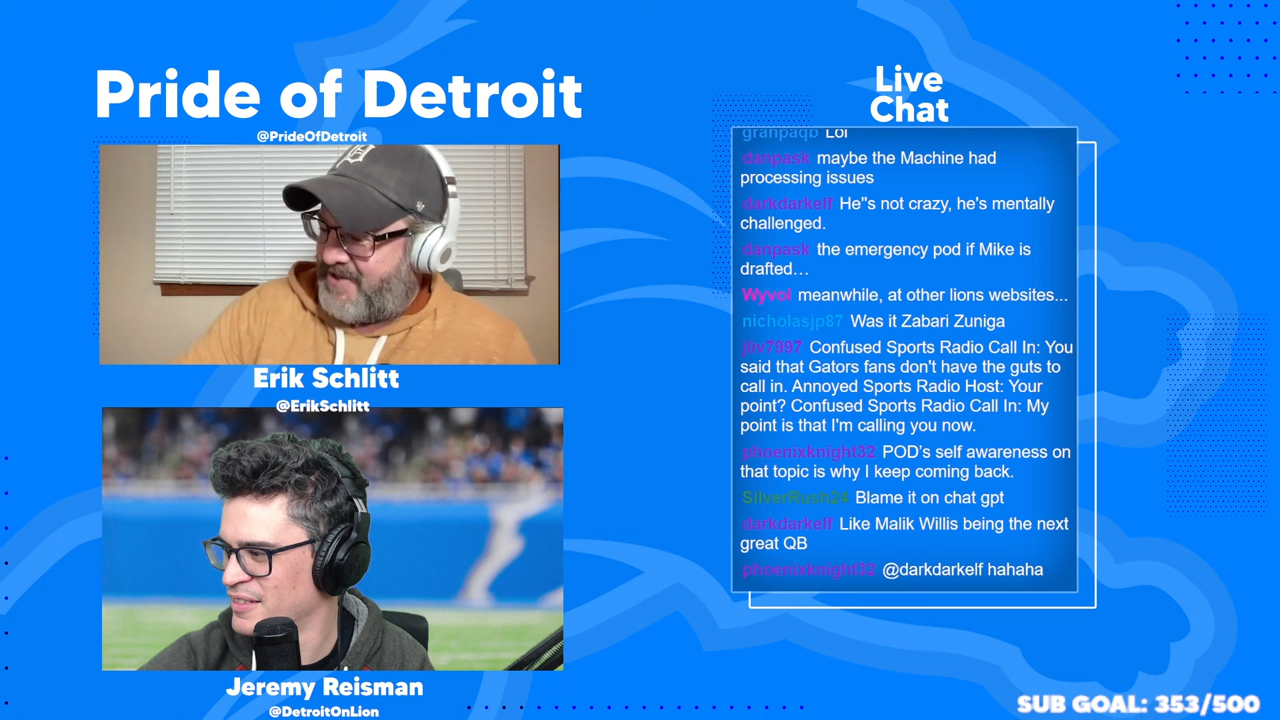 Pride of Detroit
@PrideOfDetroit
Erik Schlitt
@ErikSchlitt
Jeremy Reisman
@DetroitOnLion
Live
Chat
granpaqb Lol
danpask maybe the Machine had
processing issues
darkdarkelf He"s not crazy, he's mentally
challenged.
danpask the emergency pod if Mike is
drafted...
Wyvol meanwhile, at other lions websites...
nicholasjp87 Was it Zabari Zuniga
jliv7997 Confused Sports Radio Call In: You
said that Gators fans don't have the guts to
call in. Annoyed Sports Radio Host: Your
point? Confused Sports Radio Call In: My
point is that I'm calling you now.
phoenixknight32 POD's self awareness on
that topic is why I keep coming back.
SilverRush24 Blame it on chat gpt
darkdarkelf Like Malik Willis being the next
great QB
phoenixknight32 @darkdarkelf hahaha
SUB GOAL: 353/500